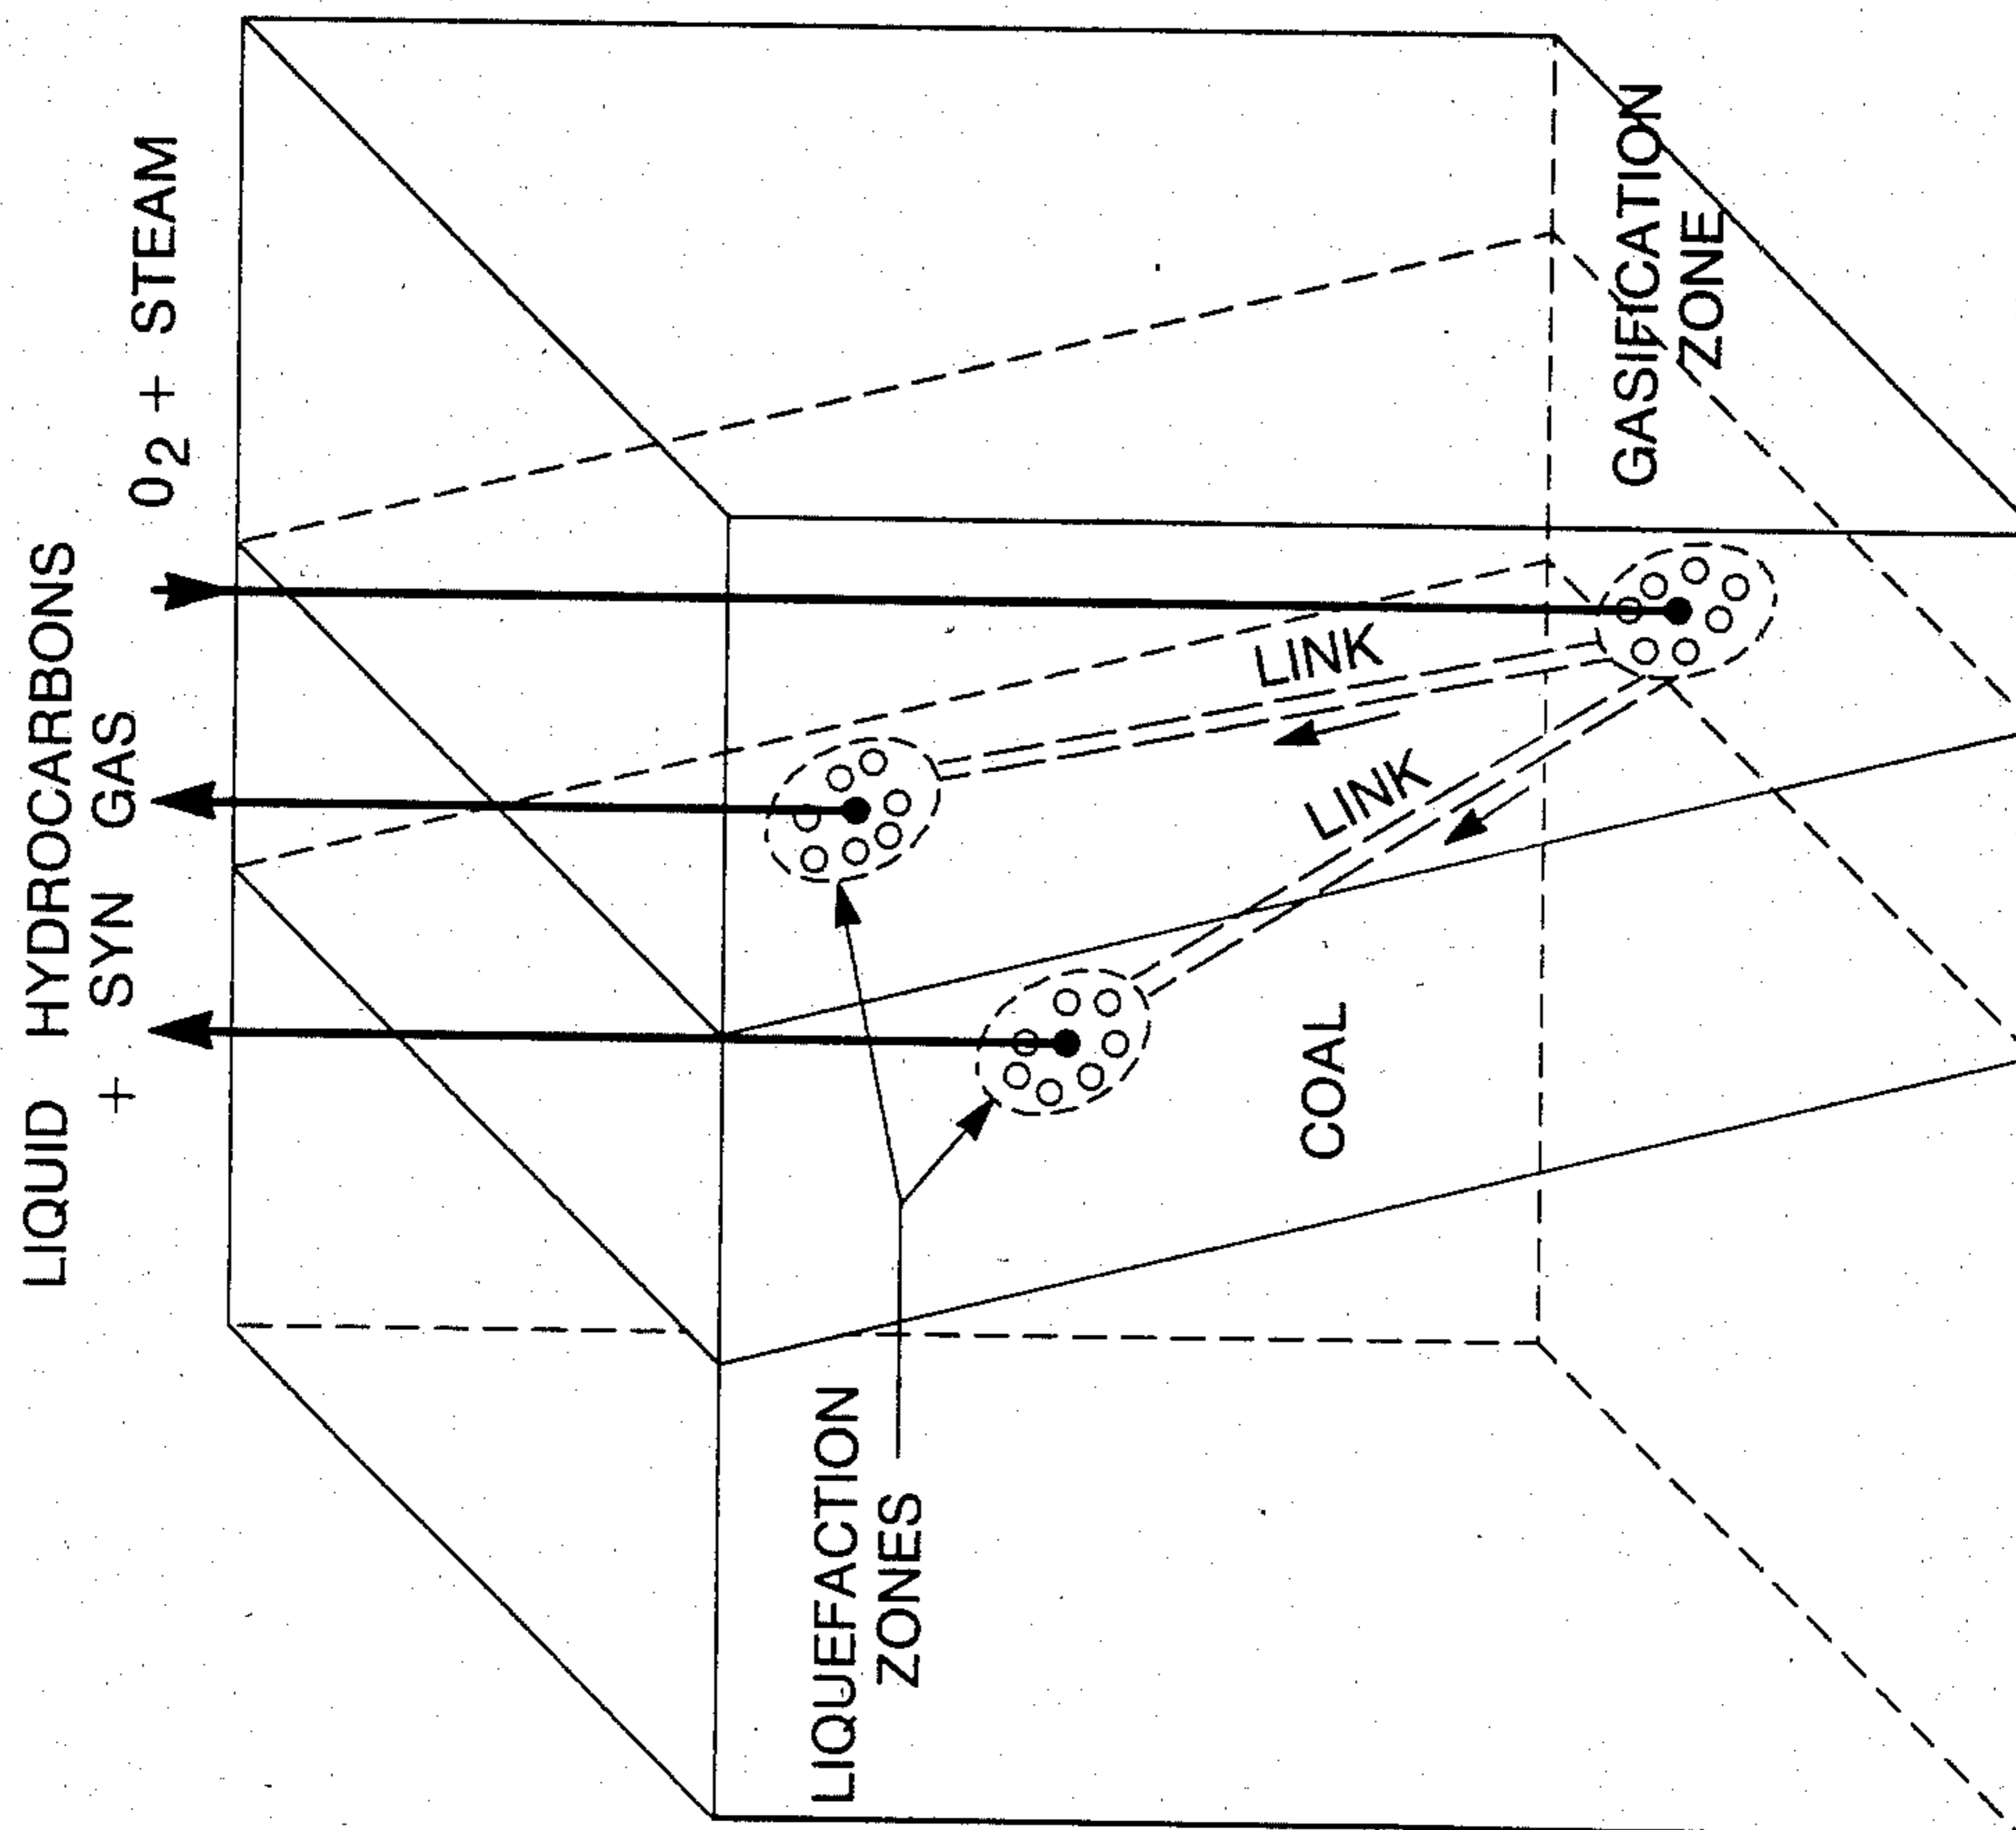 LIQUID HYDROCARBONS
+ SYN GAS
O2 + STEAM
LINK
LINK
GASIFICATION
ZONE
COAL
LIQUEFACTION
ZONES